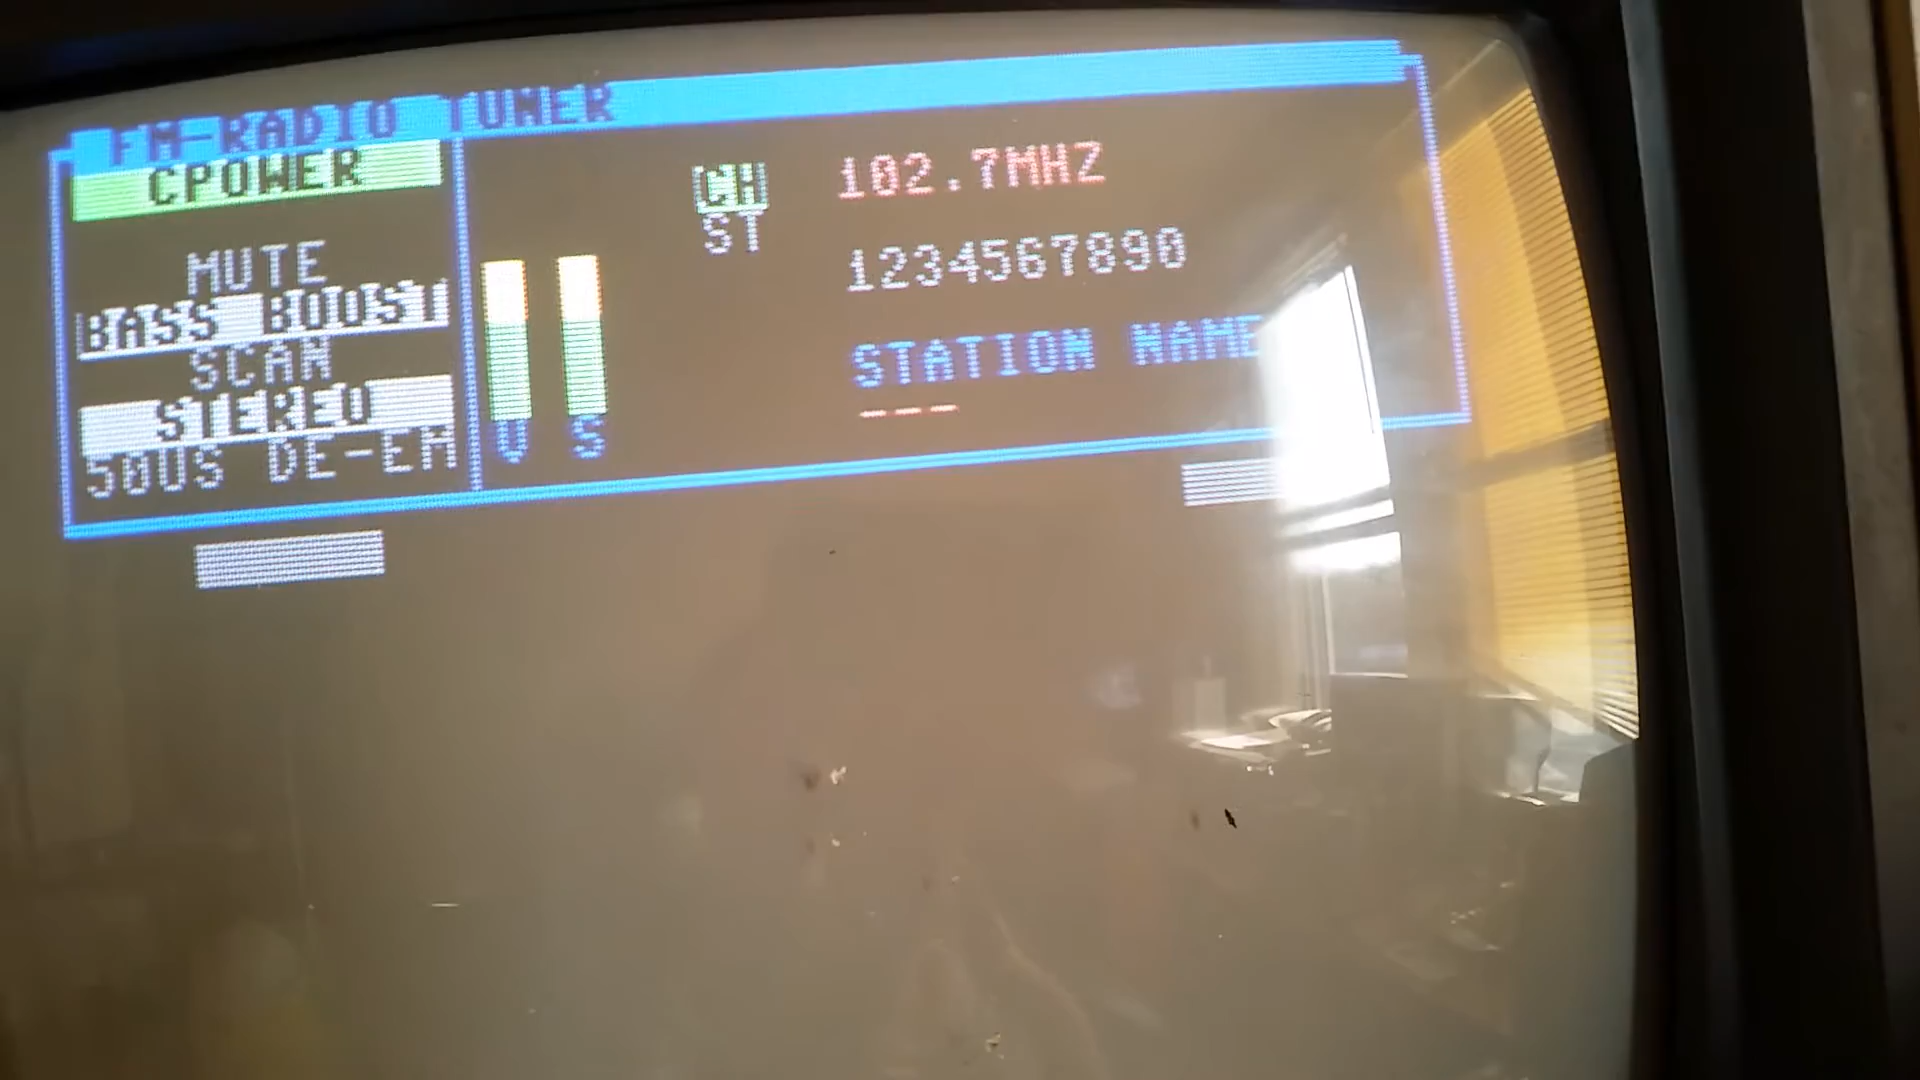 FM-RADIO TUNER
CPOWER
MUTE
BASS BOOST
SCAN
STEREO
50US DE-EM
V S
CH 102.7MHZ
ST
1234567890
STATION NAME
---